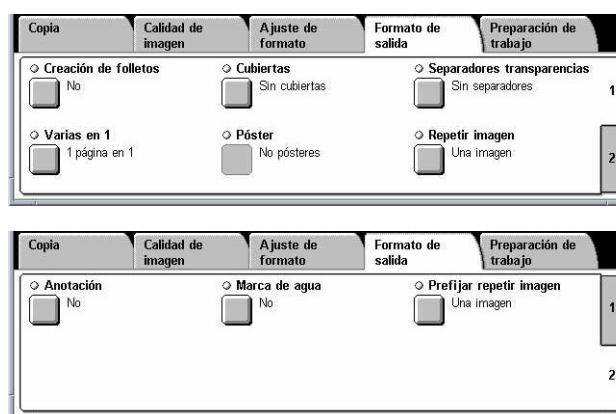 Copia
Calidad de imagen
Ajuste de formato
Formato de salida
Preparación de trabajo
Creación de folletos
No
Cubiertas
Sin cubiertas
Separadores transparencias
Sin separadores
1
Varias en 1
1 página en 1
Póster
No pósteres
Repetir imagen
Una imagen
2
Copia
Calidad de imagen
Ajuste de formato
Formato de salida
Preparación de trabajo
Anotación
No
Marca de agua
No
Prefijar repetir imagen
Una imagen
1
2